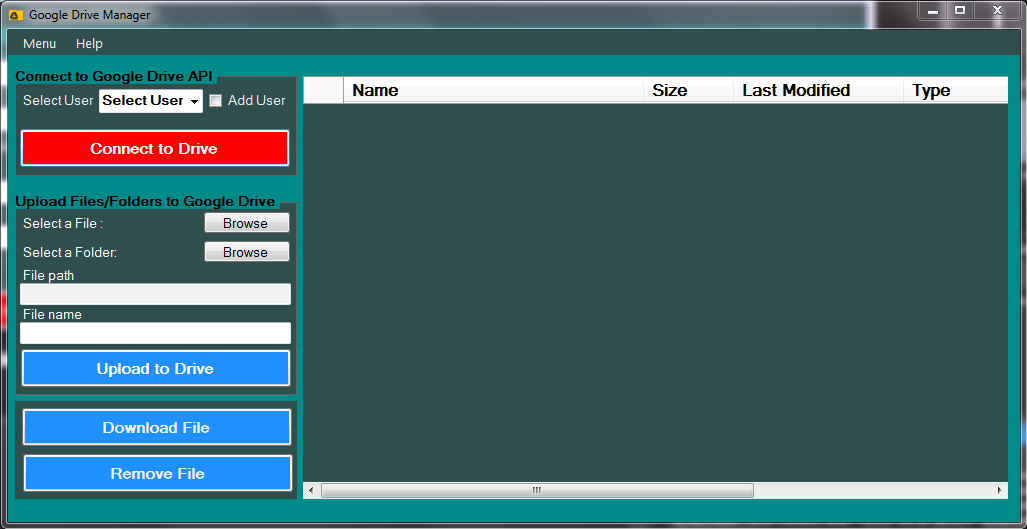 Google Drive Manager
Menu Help
Connect to Google Drive API
Select User Select User Add User
Connect to Drive
Upload Files/Folders to Google Drive
Select a File : Browse
Select a Folder: Browse
File path
File name
Upload to Drive
Download File
Remove File
Name Size Last Modified Type